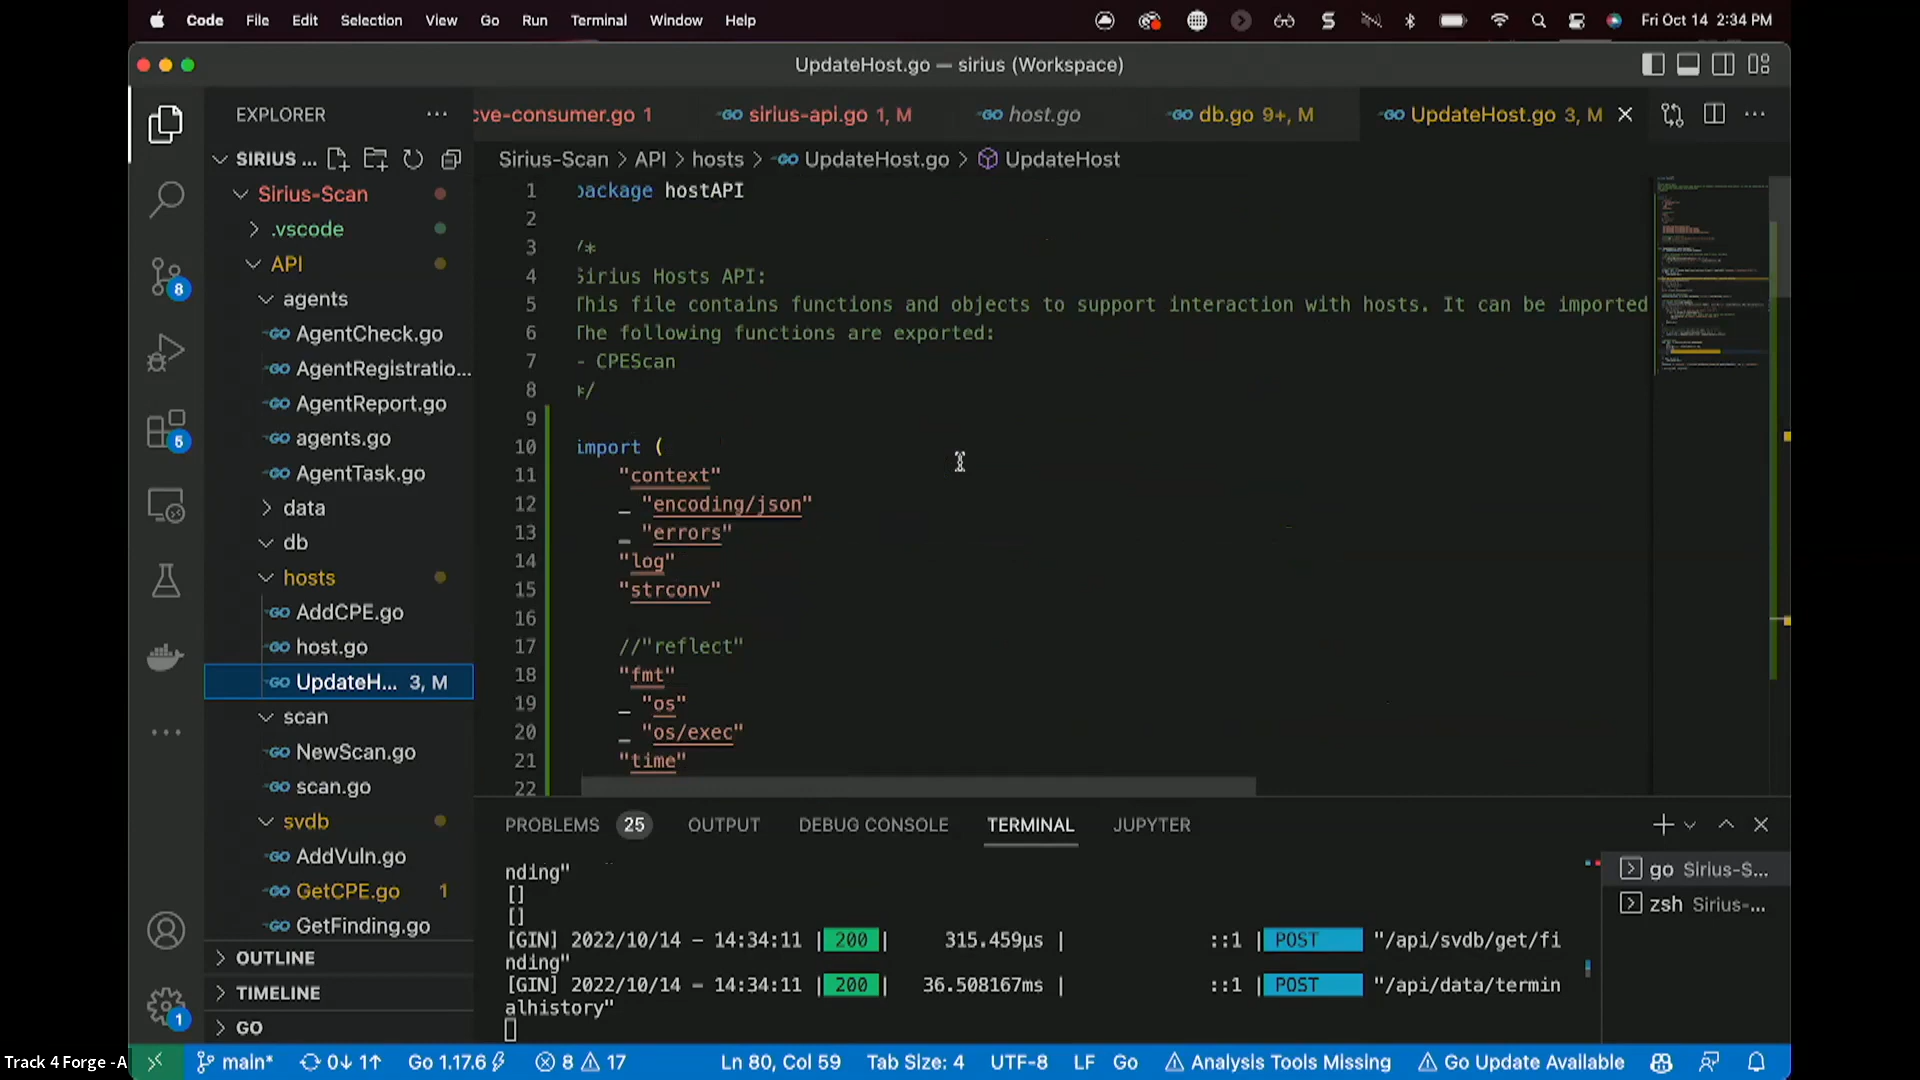 Code File Edit Selection View Go Run Terminal Window Help
Fri Oct 14 2:34 PM
UpdateHost.go — sirius (Workspace)
EXPLORER
cve-consumer.go 1
sirius-api.go 1, M
host.go
db.go 9+, M
UpdateHost.go 3, M
SIRIUS ...
Sirius-Scan > API > hosts > UpdateHost.go > UpdateHost
Sirius-Scan
.vscode
API
agents
AgentCheck.go
AgentRegistratio...
AgentReport.go
agents.go
AgentTask.go
data
db
hosts
AddCPE.go
host.go
UpdateH... 3, M
scan
NewScan.go
scan.go
svdb
AddVuln.go
GetCPE.go 1
GetFinding.go
OUTLINE
TIMELINE
GO
8
5
1
1 package hostAPI
2
3 /*
4 Sirius Hosts API:
5 This file contains functions and objects to support interaction with hosts. It can be imported
6 The following functions are exported:
7 - CPEScan
8 */
9
10 import (
11 "context"
12 _ "encoding/json"
13 _ "errors"
14 "log"
15 "strconv"
16
17 //"reflect"
18 "fmt"
19 _ "os"
20 _ "os/exec"
21 "time"
22
PROBLEMS 25 OUTPUT DEBUG CONSOLE TERMINAL JUPYTER
nding"
[]
[]
[GIN] 2022/10/14 - 14:34:11 | 200 | 315.459µs | ::1 | POST "/api/svdb/get/fi
nding"
[GIN] 2022/10/14 - 14:34:11 | 200 | 36.508167ms | ::1 | POST "/api/data/termin
alhistory"
go Sirius-S...
zsh Sirius-...
Track 4 Forge -A
main* 0↓ 1↑ Go 1.17.6 8 17 Ln 80, Col 59 Tab Size: 4 UTF-8 LF Go Analysis Tools Missing Go Update Available